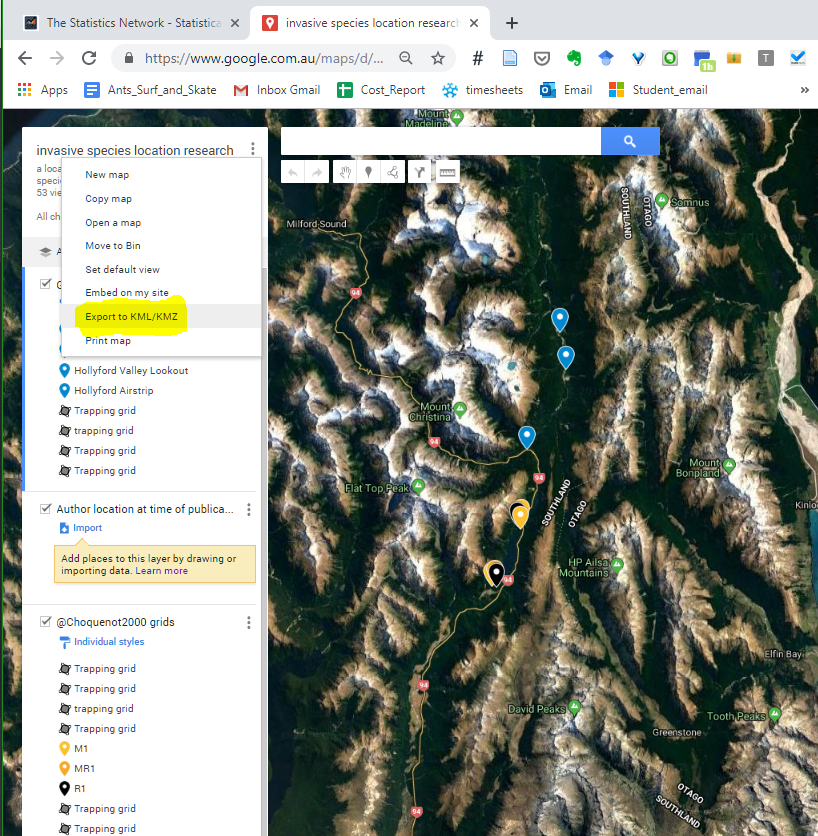 The Statistics Network - Statistica
invasive species location research
https://www.google.com.au/maps/d/...
1h
T
Apps
Ants_Surf_and_Skate
Inbox Gmail
Cost_Report
timesheets
Email
Student_email
»
invasive species location research
a loca
specie
53 vie
All ch
New map
Copy map
Open a map
Move to Bin
Set default view
Embed on my site
Export to KML/KMZ
Print map
A
G
Hollyford Valley Lookout
Hollyford Airstrip
Trapping grid
trapping grid
Trapping grid
Trapping grid
Author location at time of publica...
Import
Add places to this layer by drawing or
importing data. Learn more
@Choquenot2000 grids
Individual styles
Trapping grid
Trapping grid
trapping grid
Trapping grid
M1
MR1
R1
Trapping grid
Trapping grid
Mount
Madeline
SOUTHLAND
OTAGO
Somnus
Milford Sound
94
Mount
Christina
94
94
Mount
Bonpland
Flat Top Peak
SOUTHLAND
OTAGO
Kinlo
HP Ailsa
Mountains
94
Elfin Bay
94
David Peaks
Tooth Peaks
Greenstone
OTAGO
SOUTHLAND
94